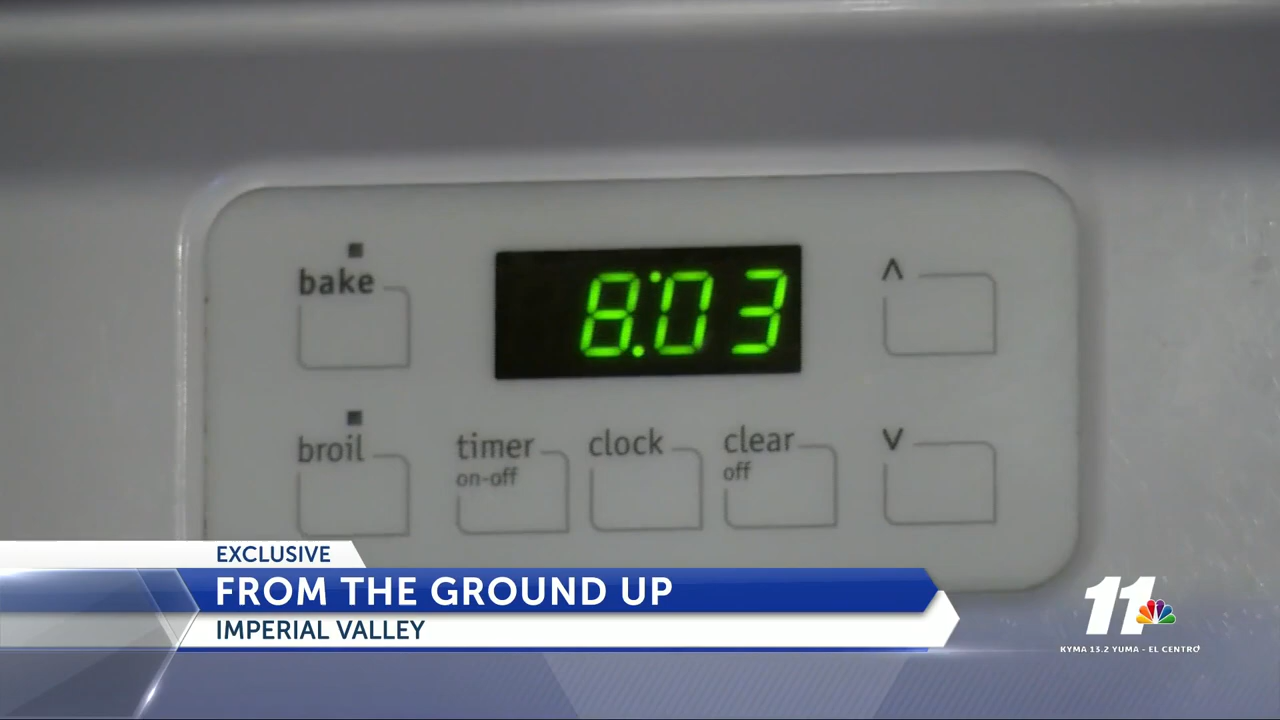 bake
8:03
^
broil
timer
on-off
clock
clear
off
v
EXCLUSIVE
FROM THE GROUND UP
IMPERIAL VALLEY
11
KYMA 13.2 YUMA - EL CENTRO